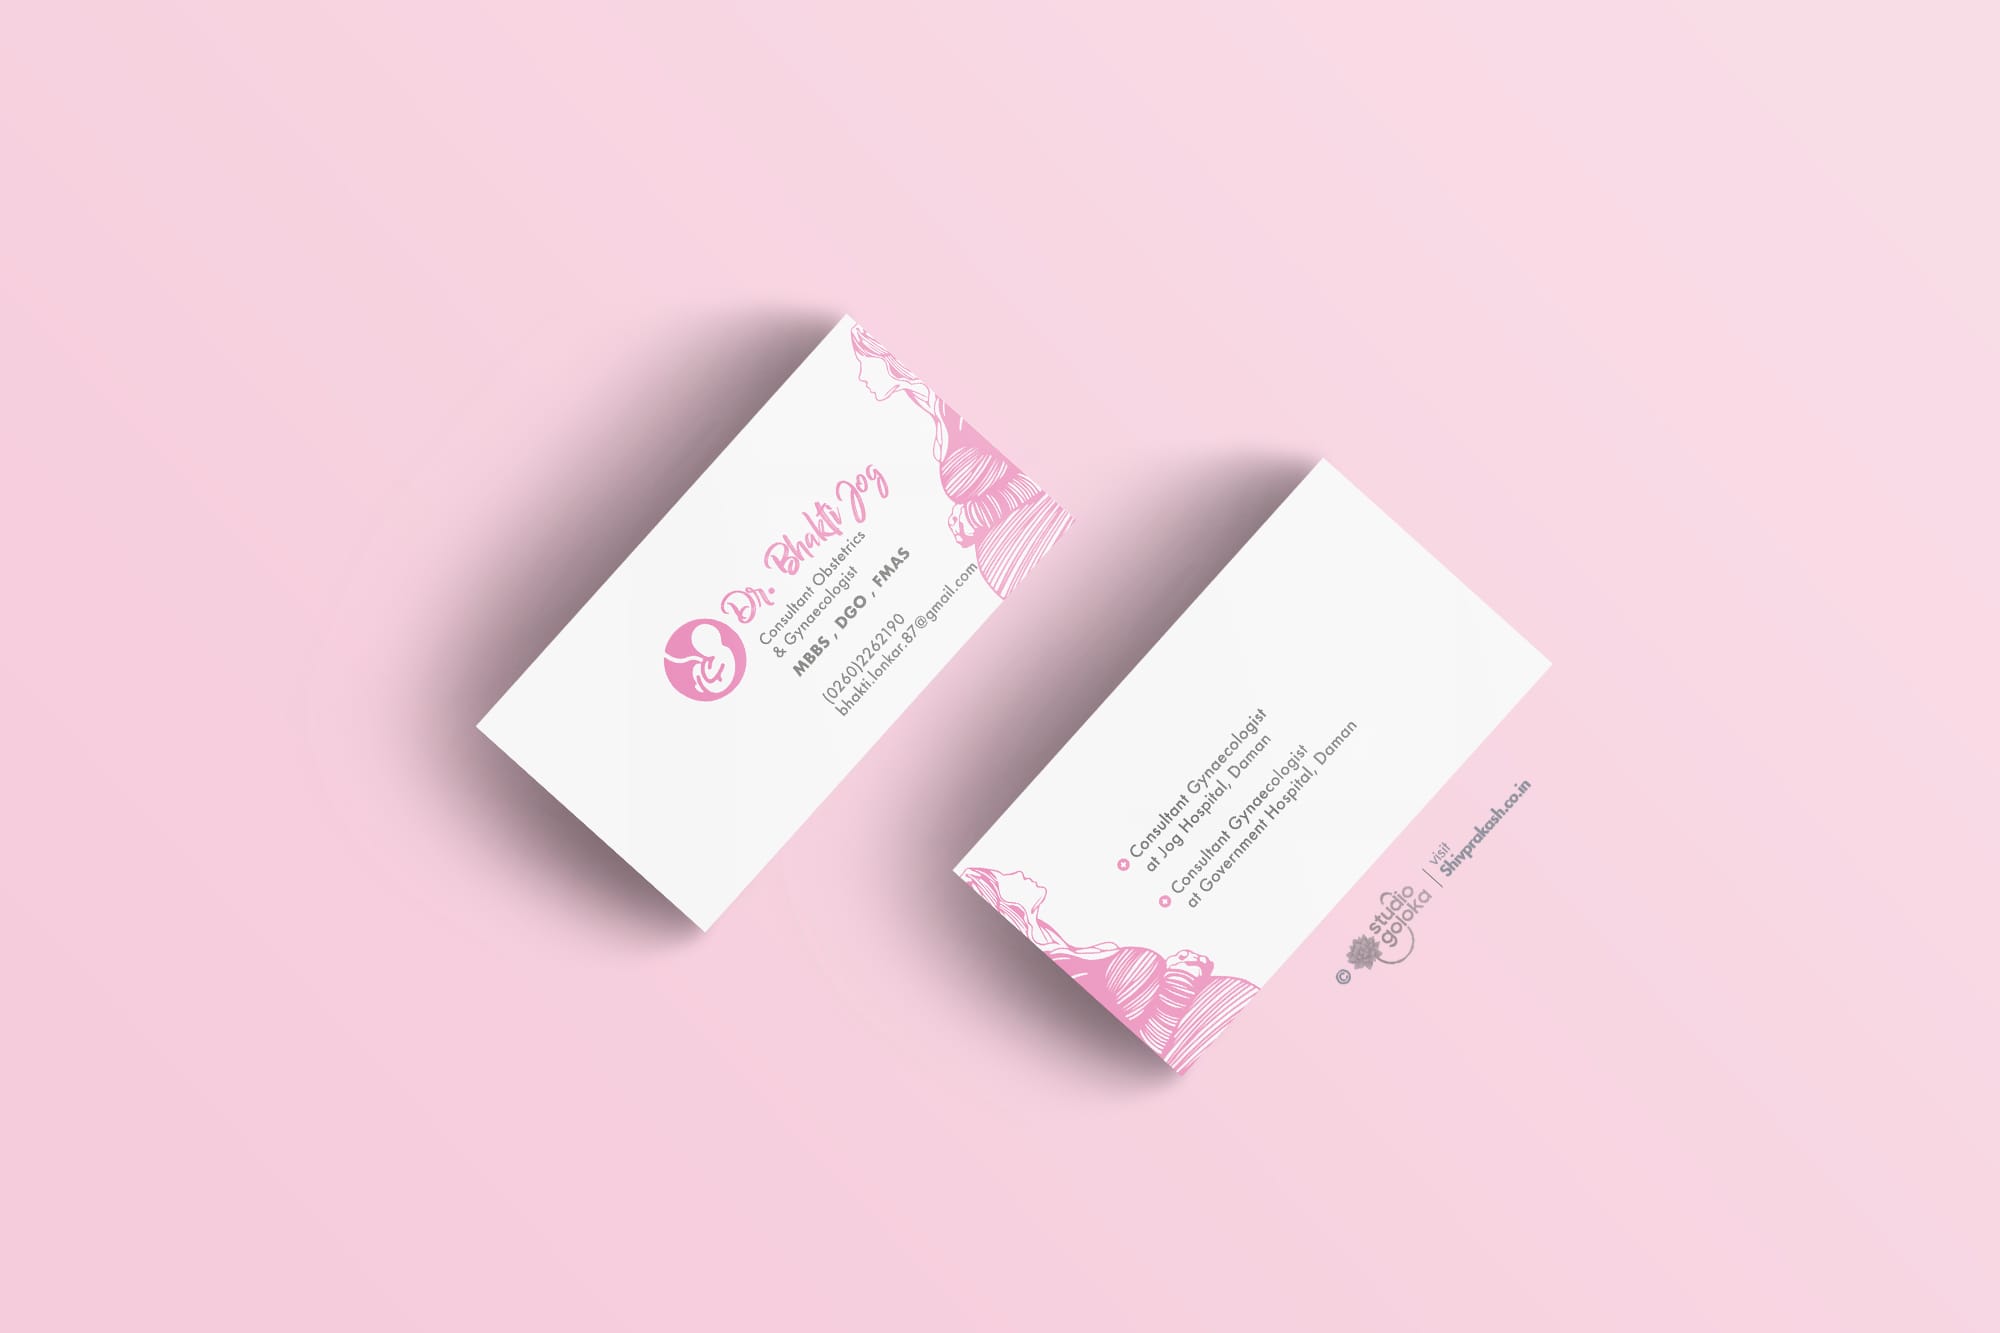 Dr. Bhakti Jog
Consultant Obstetrics
& Gynaecologist
MBBS , DGO , FMAS
(0260)2262190
bhakti.lonkar.87@gmail.com
Consultant Gynaecologist
at Jog Hospital, Daman
Consultant Gynaecologist
at Government Hospital, Daman
© studio
goloka
visit
Shivprakash.co.in